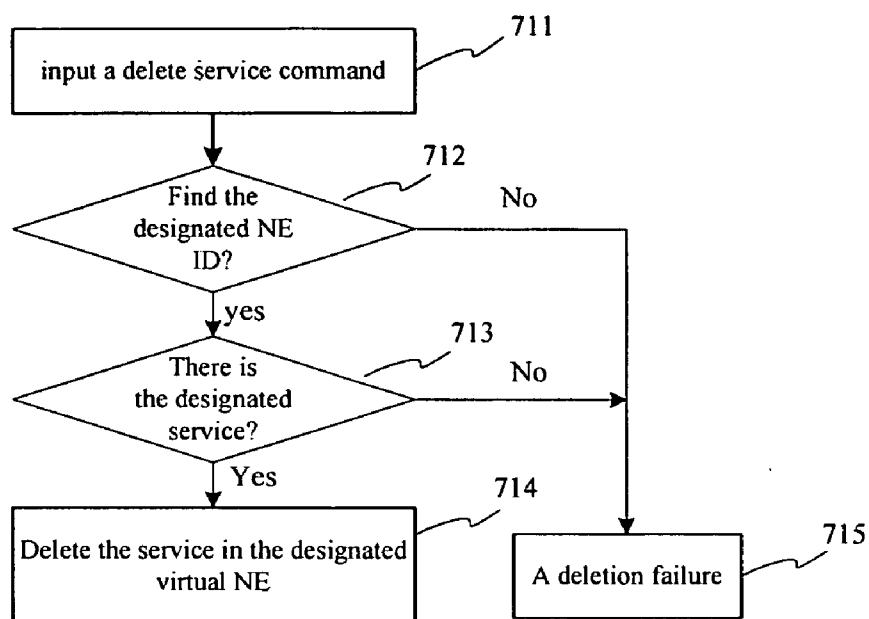 711
input a delete service command
712
Find the
designated NE
ID?
No
yes
713
There is
the designated
service?
No
Yes
714
Delete the service in the designated
virtual NE
715
A deletion failure